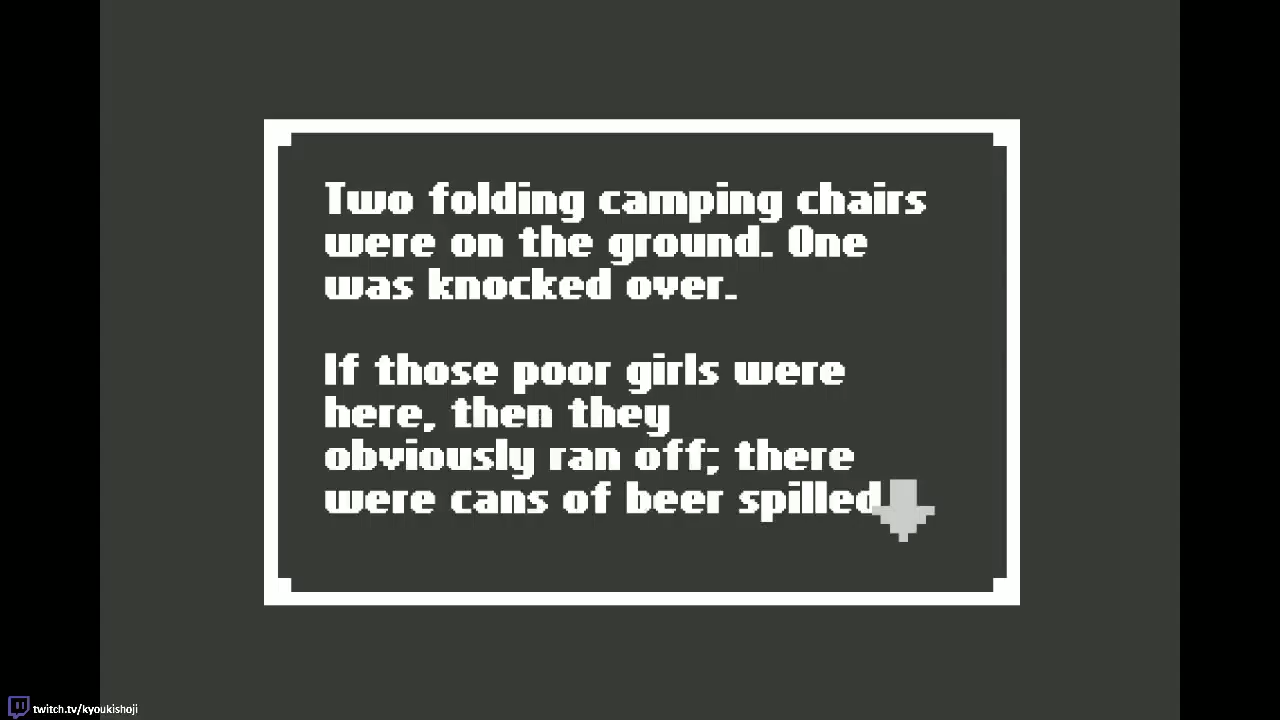 Two folding camping chairs
were on the ground. One
was knocked over.
If those poor girls were
here, then they
obviously ran off; there
were cans of beer spilled
twitch.tv/kyoukishoji